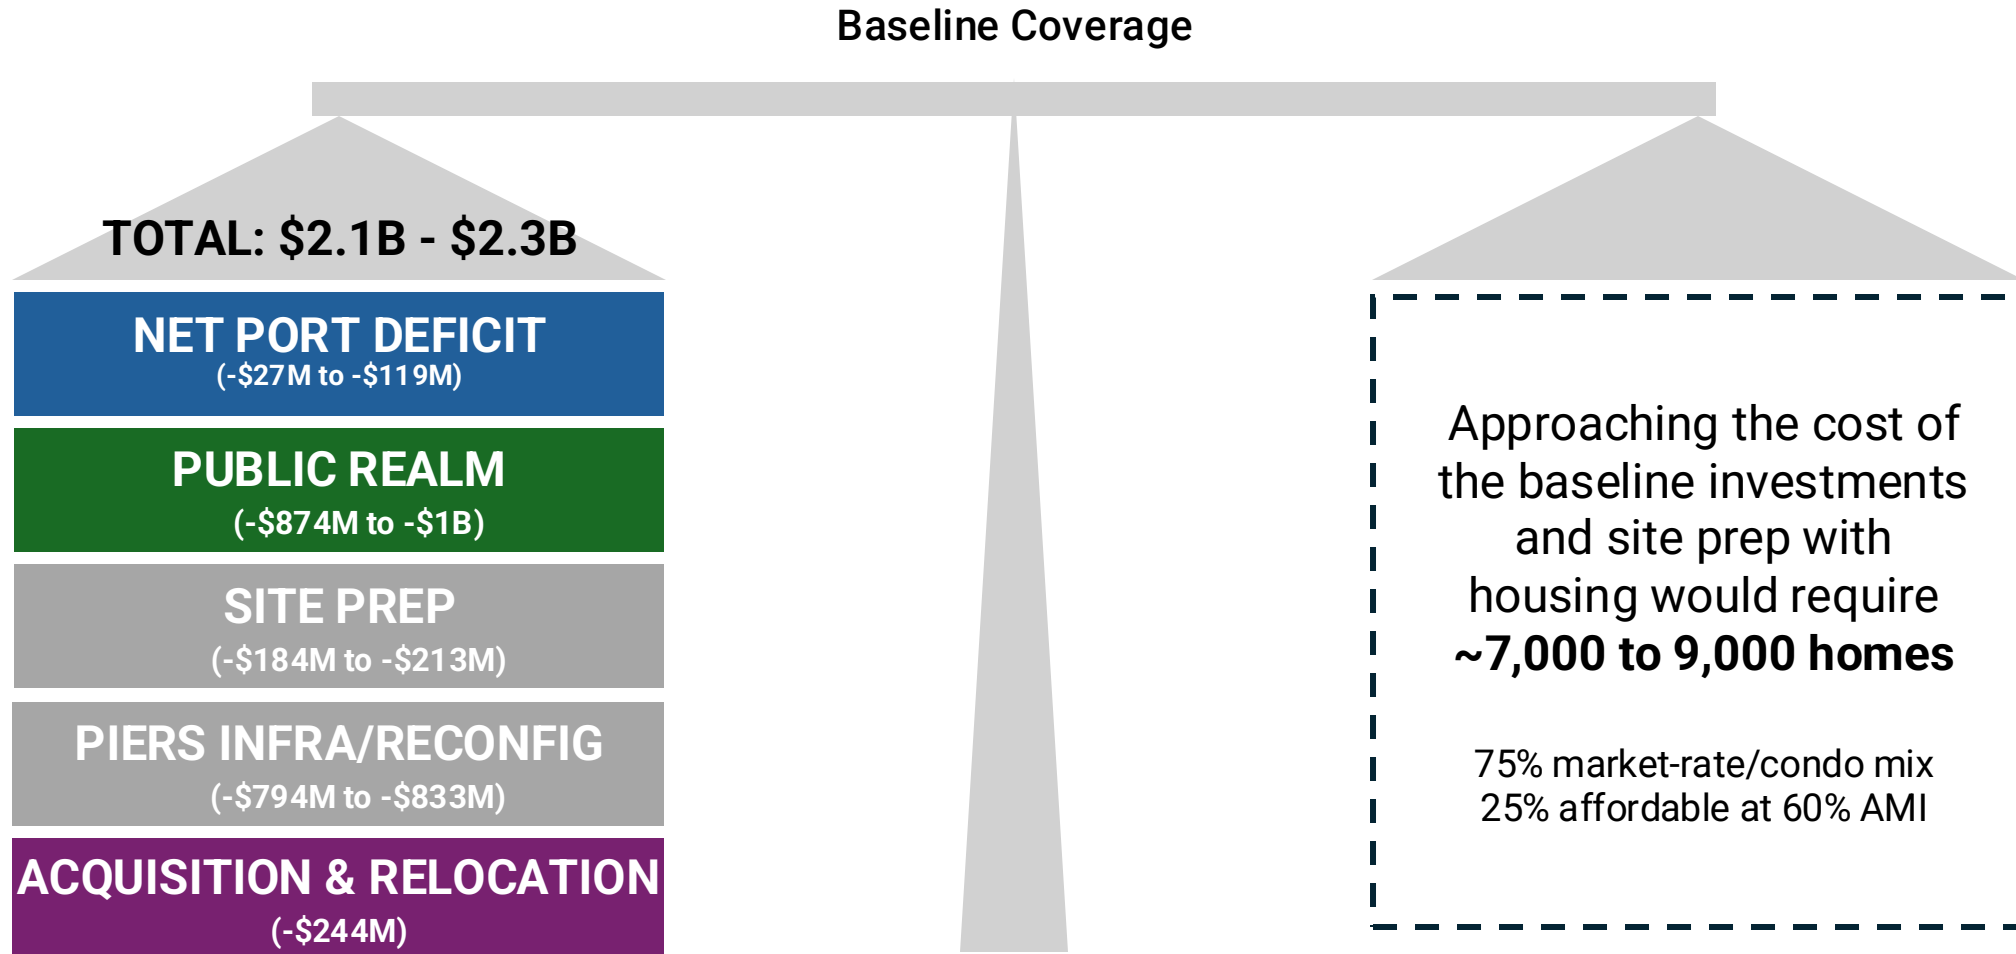 Baseline Coverage
TOTAL: $2.1B - $2.3B
NET PORT DEFICIT
(-$27M to -$119M)
PUBLIC REALM
(-$874M to -$1B)
SITE PREP
(-$184M to -$213M)
PIERS INFRA/RECONFIG
(-$794M to -$833M)
ACQUISITION & RELOCATION
(-$244M)
Approaching the cost of
the baseline investments
and site prep with
housing would require
~7,000 to 9,000 homes
75% market-rate/condo mix
25% affordable at 60% AMI